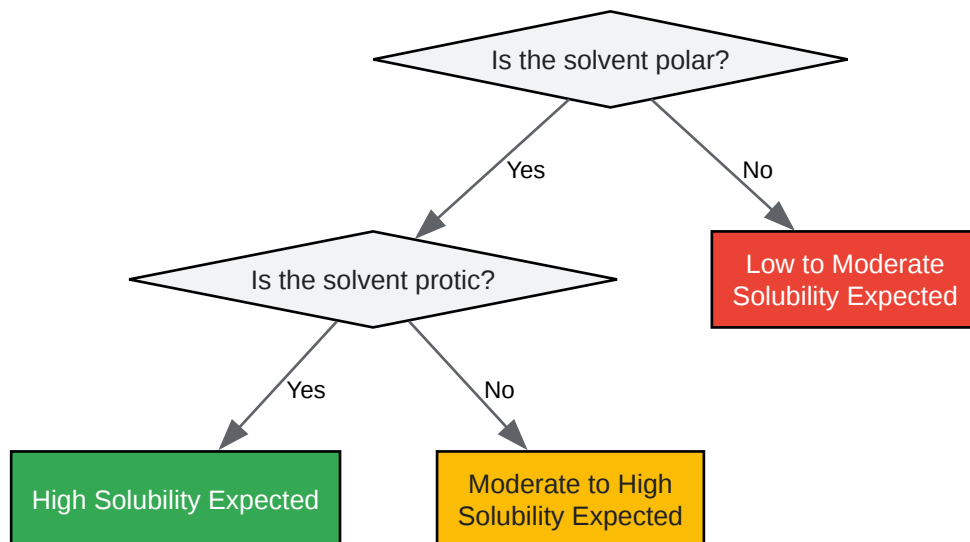 Is the solvent polar?
Yes
No
Is the solvent protic?
Low to Moderate
Solubility Expected
Yes
No
High Solubility Expected
Moderate to High
Solubility Expected